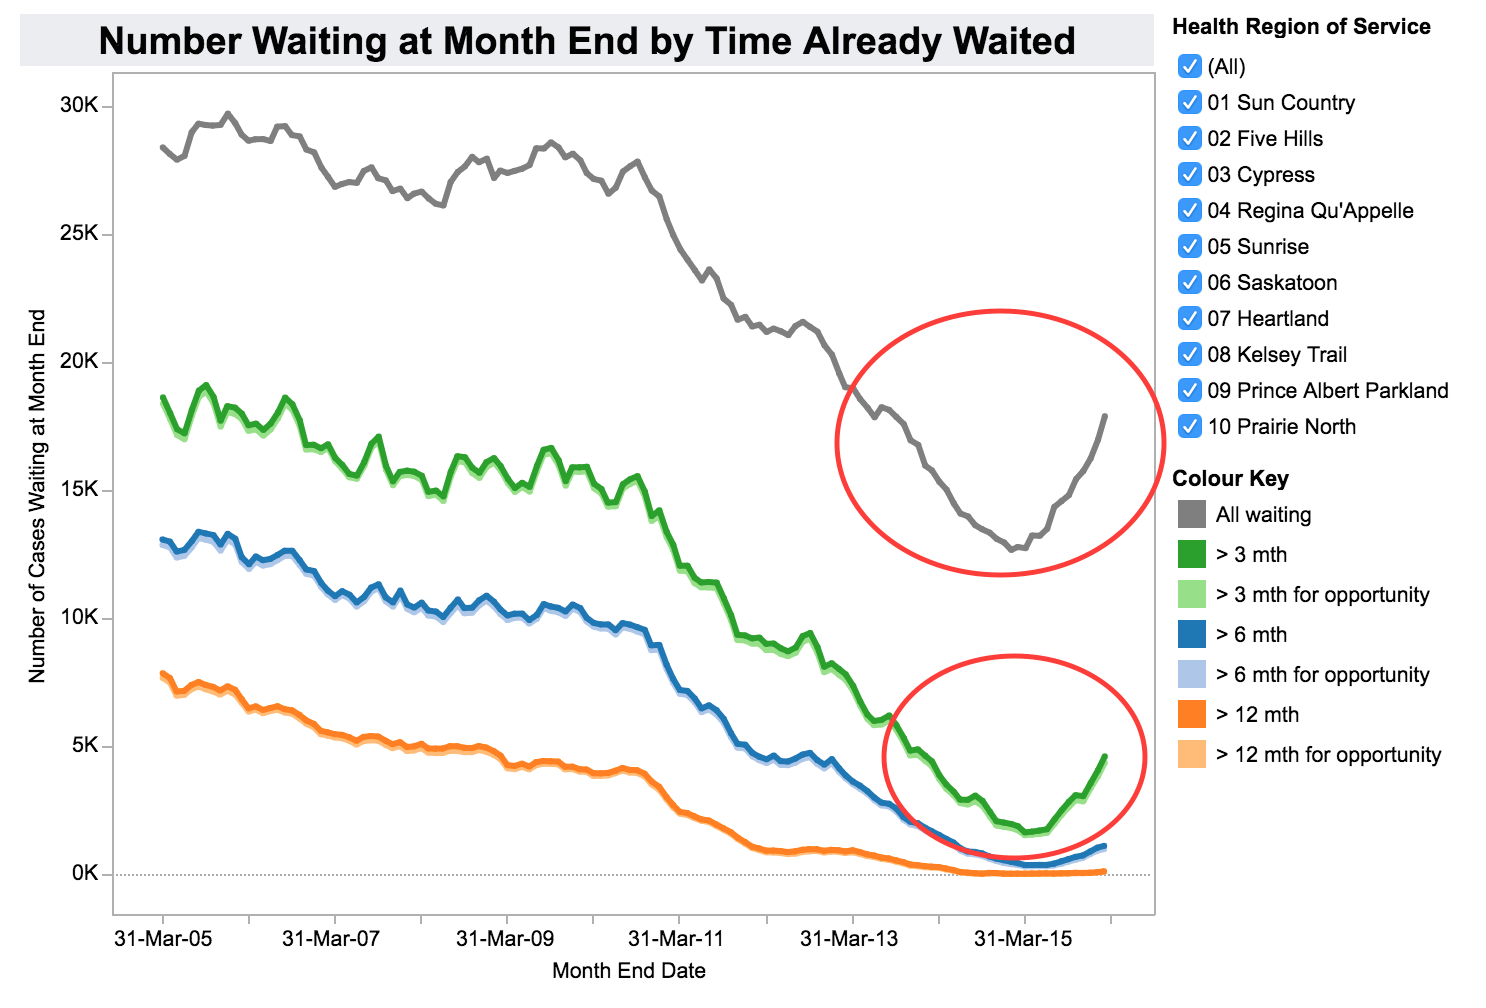 Number Waiting at Month End by Time Already Waited
Number of Cases Waiting at Month End
30K
25K
20K
15K
10K
5K
0K
31-Mar-05
31-Mar-07
31-Mar-09
31-Mar-11
31-Mar-13
31-Mar-15
Month End Date
Health Region of Service
(All)
01 Sun Country
02 Five Hills
03 Cypress
04 Regina Qu'Appelle
05 Sunrise
06 Saskatoon
07 Heartland
08 Kelsey Trail
09 Prince Albert Parkland
10 Prairie North
Colour Key
All waiting
> 3 mth
> 3 mth for opportunity
> 6 mth
> 6 mth for opportunity
> 12 mth
> 12 mth for opportunity